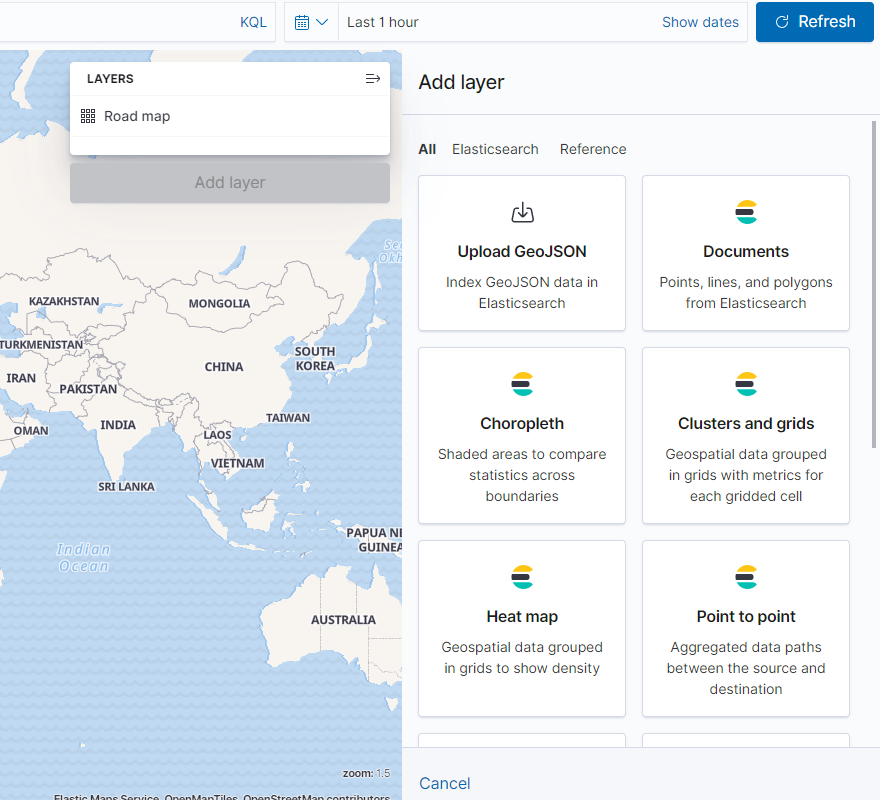 KQL
Last 1 hour
Show dates
Refresh
LAYERS
Road map
Add layer
KAZAKHSTAN
MONGOLIA
TURKMENISTAN
CHINA
SOUTH
KOREA
IRAN
PAKISTAN
TAIWAN
OMAN
INDIA
LAOS
VIETNAM
SRI LANKA
PAPUA NE
GUINEA
Indian
Ocean
AUSTRALIA
zoom: 1.5
Elastic Maps Service, OpenMapTiles, OpenStreetMap contributors
Add layer
All
Elasticsearch
Reference
Upload GeoJSON
Index GeoJSON data in
Elasticsearch
Documents
Points, lines, and polygons
from Elasticsearch
Choropleth
Shaded areas to compare
statistics across
boundaries
Clusters and grids
Geospatial data grouped
in grids with metrics for
each gridded cell
Heat map
Geospatial data grouped
in grids to show density
Point to point
Aggregated data paths
between the source and
destination
Cancel